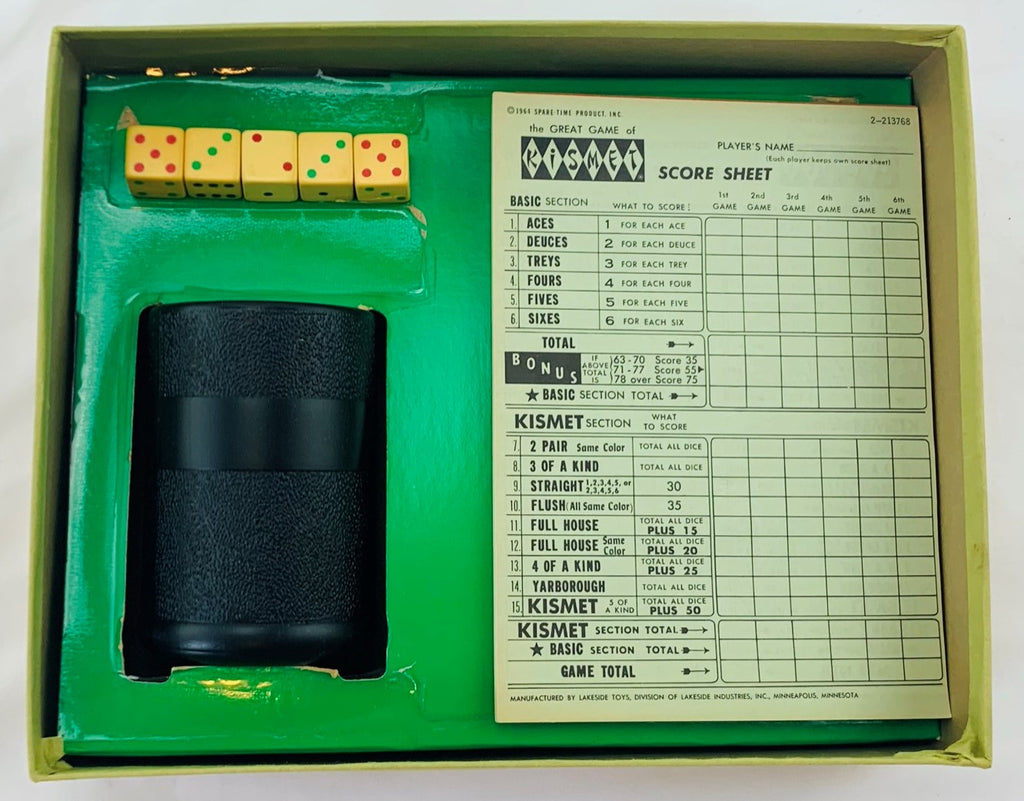 ©1964 SPARE-TIME PRODUCT. INC.
2-213768
the GREAT GAME of
KISMET
SCORE SHEET
PLAYER'S NAME
(Each player keeps own score sheet)
BASIC SECTION WHAT TO SCORE: 1st GAME 2nd GAME 3rd GAME 4th GAME 5th GAME 6th GAME
1. ACES 1 FOR EACH ACE
2. DEUCES 2 FOR EACH DEUCE
3. TREYS 3 FOR EACH TREY
4. FOURS 4 FOR EACH FOUR
5. FIVES 5 FOR EACH FIVE
6. SIXES 6 FOR EACH SIX
TOTAL
BONUS IF ABOVE TOTAL IS
63-70 Score 35
71-77 Score 55
78 over Score 75
★ BASIC SECTION TOTAL
KISMET SECTION WHAT TO SCORE
7. 2 PAIR Same Color TOTAL ALL DICE
8. 3 OF A KIND TOTAL ALL DICE
9. STRAIGHT 1,2,3,4,5, or 2,3,4,5,6 30
10. FLUSH (All Same Color) 35
11. FULL HOUSE TOTAL ALL DICE PLUS 15
12. FULL HOUSE Same Color TOTAL ALL DICE PLUS 20
13. 4 OF A KIND TOTAL ALL DICE PLUS 25
14. YARBOROUGH TOTAL ALL DICE
15. KISMET 5 OF A KIND TOTAL ALL DICE PLUS 50
KISMET SECTION TOTAL
★ BASIC SECTION TOTAL
GAME TOTAL
MANUFACTURED BY LAKESIDE TOYS, DIVISION OF LAKESIDE INDUSTRIES, INC., MINNEAPOLIS, MINNESOTA